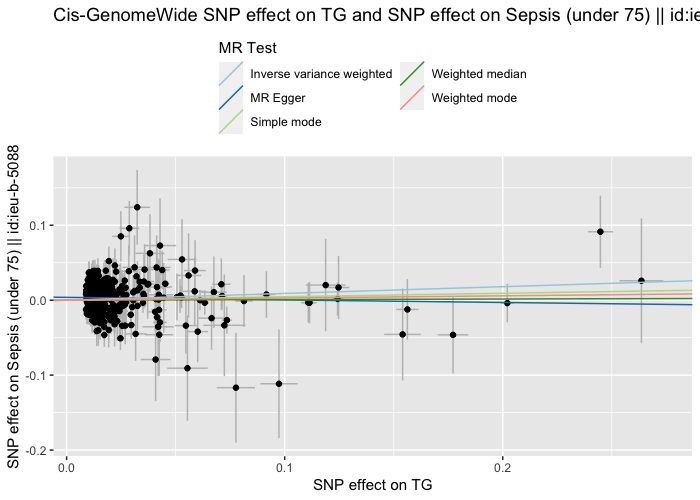 Cis-GenomeWide SNP effect on TG and SNP effect on Sepsis (under 75) || id:ie
MR Test
Inverse variance weighted
Weighted median
MR Egger
Weighted mode
Simple mode
SNP effect on Sepsis (under 75) || id:ieu-b-5088
0.1
0.0
-0.1
-0.2
0.0
0.1
0.2
SNP effect on TG